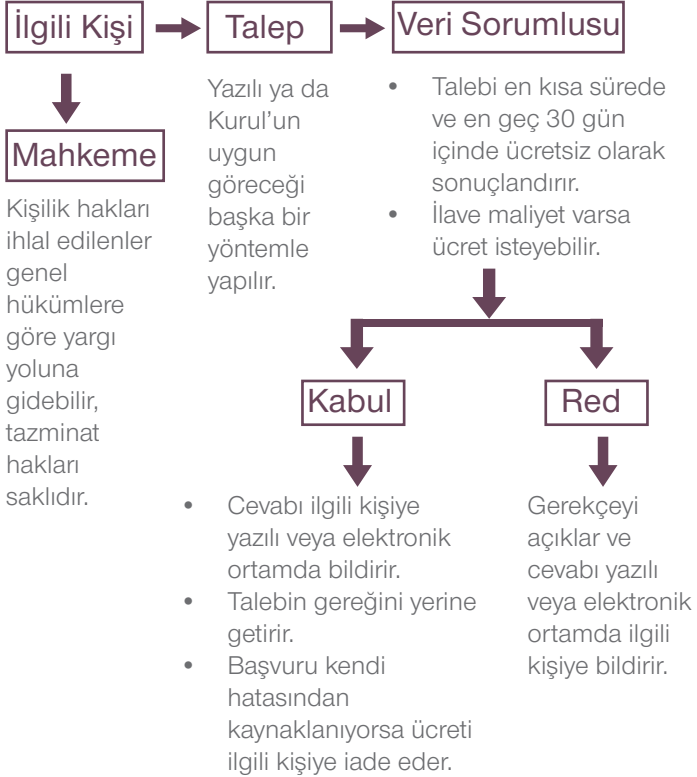 İlgili Kişi
Talep
Veri Sorumlusu
Mahkeme
Kişilik hakları
ihlal edilenler
genel
hükümlere
göre yargı
yoluna
gidebilir,
tazminat
hakları
saklıdır.
Yazılı ya da
Kurul’un
uygun
göreceği
başka bir
yöntemle
yapılır.
• Talebi en kısa sürede
ve en geç 30 gün
içinde ücretsiz olarak
sonuçlandırır.
• İlave maliyet varsa
ücret isteyebilir.
Kabul
Red
• Cevabı ilgili kişiye
yazılı veya elektronik
ortamda bildirir.
• Talebin gereğini yerine
getirir.
• Başvuru kendi
hatasından
kaynaklanıyorsa ücreti
ilgili kişiye iade eder.
Gerekçeyi
açıklar ve
cevabı yazılı
veya elektronik
ortamda ilgili
kişiye bildirir.